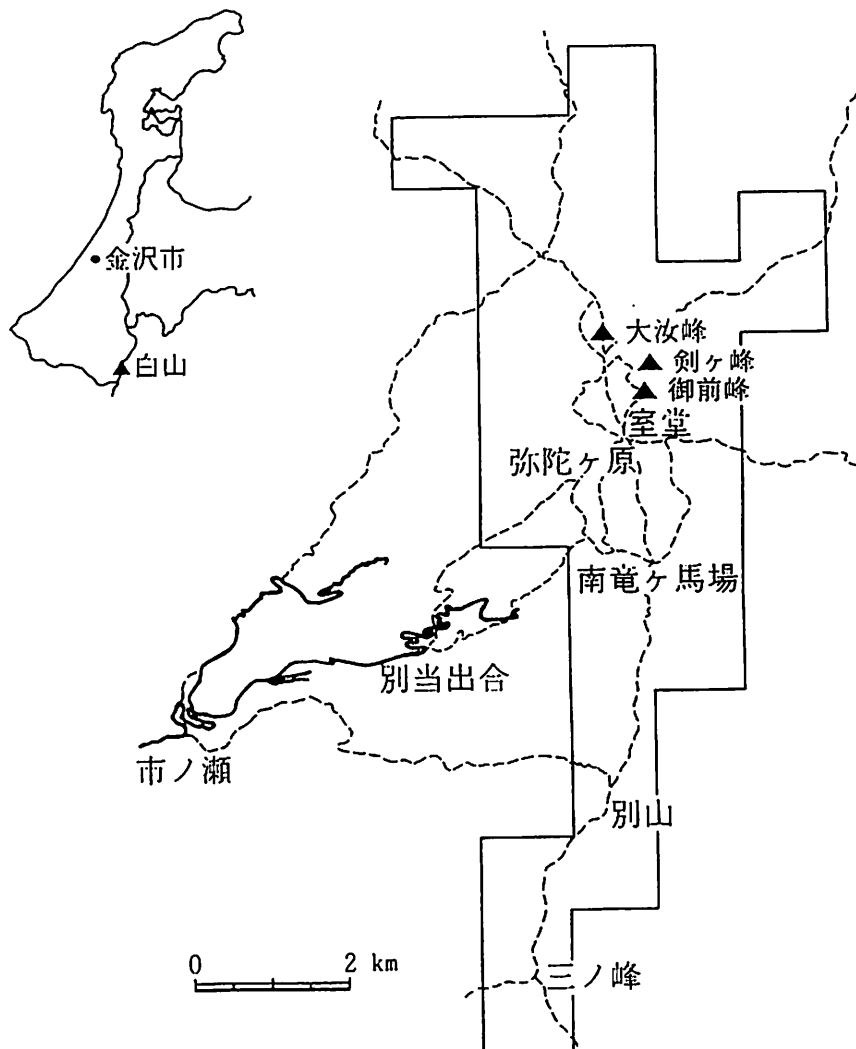 金沢市
白山
大汝峰
剣ヶ峰
御前峰
室堂
弥陀ヶ原
南竜ヶ馬場
別当出合
市ノ瀬
別山
三ノ峰
0 2 km